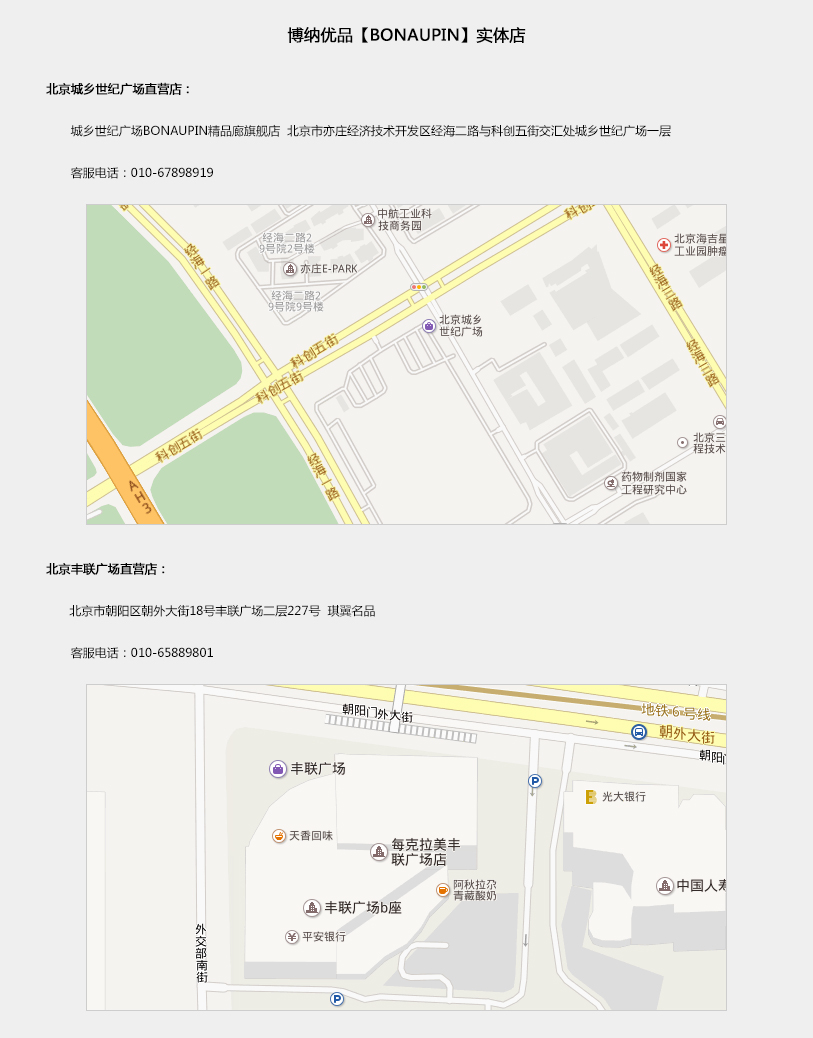 博纳优品【BONAUPIN】实体店
北京城乡世纪广场直营店：
城乡世纪广场BONAUPIN精品廊旗舰店 北京市亦庄经济技术开发区经海二路与科创五街交汇处城乡世纪广场一层
客服电话：010-67898919
中航工业科
技商务园
科创
经海二路2
9号院2号楼
经海一路
北京海吉星
工业园肿瘤
亦庄E-PARK
经海三路
经海二路2
9号院9号楼
北京城乡
世纪广场
科创五街
经海三路
科创五街
科创五街
北京三
程技术
经海一路
药物制剂国家
工程研究中心
AH3
北京丰联广场直营店：
北京市朝阳区朝外大街18号丰联广场二层227号 琪冀名品
客服电话：010-65889801
朝阳门外大街
地铁6号线
朝外大街
朝阳门
丰联广场
P
光大银行
天香回味
每克拉美丰
联广场店
阿秋拉尕
青藏酸奶
中国人寿
丰联广场b座
平安银行
外交部南街
P